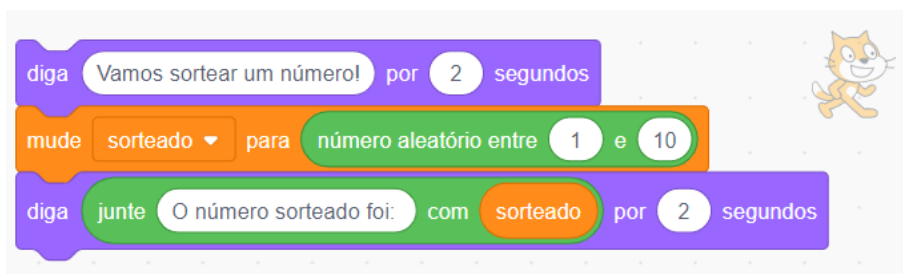 diga Vamos sortear um número! por 2 segundos
mude sorteado para número aleatório entre 1 e 10
diga junte O número sorteado foi: com sorteado por 2 segundos